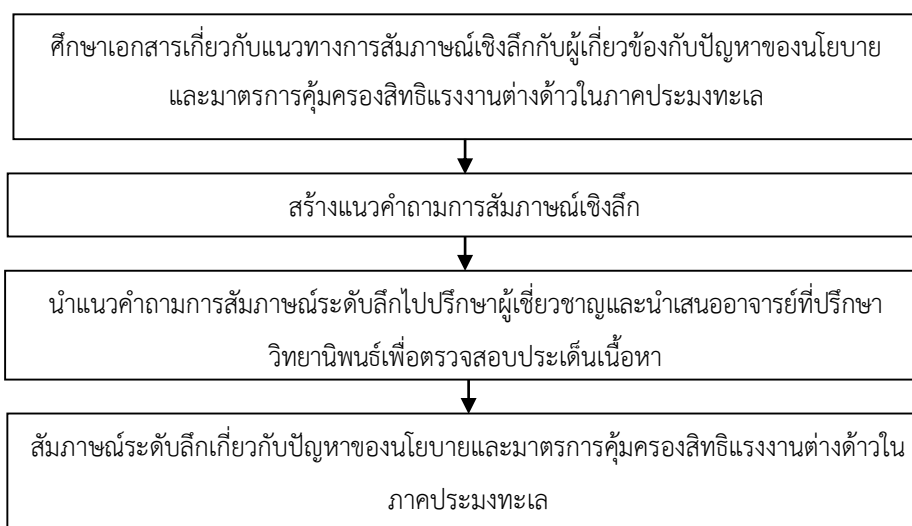 ศึกษาเอกสารเกี่ยวกับแนวทางการสัมภาษณ์เชิงลึกกับผู้เกี่ยวข้องกับปัญหาของนโยบาย
และมาตรการคุ้มครองสิทธิแรงงานต่างด้าวในภาคประมงทะเล
สร้างแนวคำถามการสัมภาษณ์เชิงลึก
นำแนวคำถามการสัมภาษณ์ระดับลึกไปปรึกษาผู้เชี่ยวชาญและนำเสนออาจารย์ที่ปรึกษา
วิทยานิพนธ์เพื่อตรวจสอบประเด็นเนื้อหา
สัมภาษณ์ระดับลึกเกี่ยวกับปัญหาของนโยบายและมาตรการคุ้มครองสิทธิแรงงานต่างด้าวใน
ภาคประมงทะเล